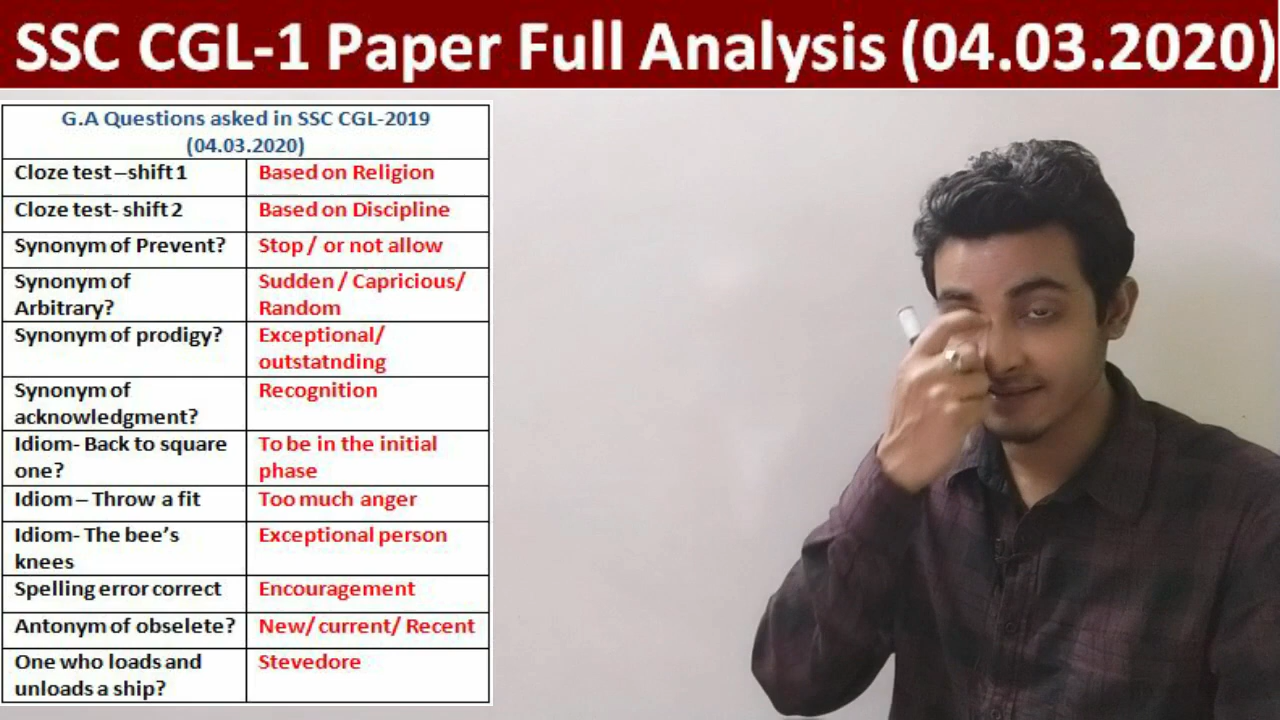 SSC CGL-1 Paper Full Analysis (04.03.2020)
G.A Questions asked in SSC CGL-2019
(04.03.2020)
Cloze test –shift 1
Based on Religion
Cloze test- shift 2
Based on Discipline
Synonym of Prevent?
Stop / or not allow
Synonym of
Arbitrary?
Sudden / Capricious/
Random
Synonym of prodigy?
Exceptional/
outstatnding
Synonym of
acknowledgment?
Recognition
Idiom- Back to square
one?
To be in the initial
phase
Idiom – Throw a fit
Too much anger
Idiom- The bee’s
knees
Exceptional person
Spelling error correct
Encouragement
Antonym of obselete?
New/ current/ Recent
One who loads and
unloads a ship?
Stevedore